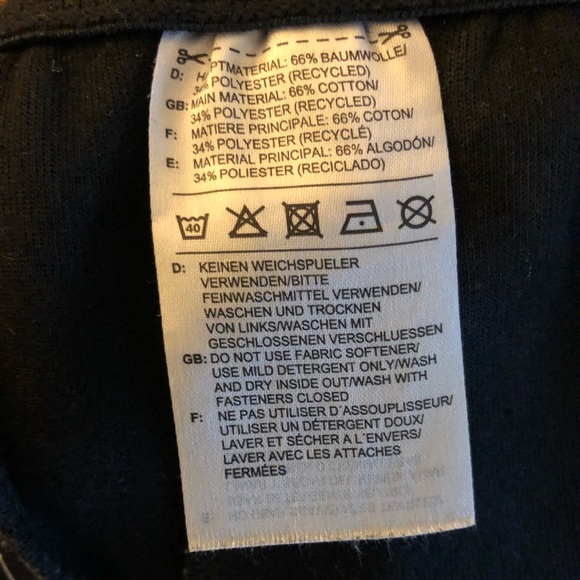 D: HAUPTMATERIAL: 66% BAUMWOLLE/
34% POLYESTER (RECYCLED)
GB: MAIN MATERIAL: 66% COTTON/
34% POLYESTER (RECYCLED)
F: MATIERE PRINCIPALE: 66% COTON/
34% POLYESTER (RECYCLÉ)
E: MATERIAL PRINCIPAL: 66% ALGODÓN/
34% POLIESTER (RECICLADO)
40
D: KEINEN WEICHSPUELER
VERWENDEN/BITTE
FEINWASCHMITTEL VERWENDEN/
WASCHEN UND TROCKNEN
VON LINKS/WASCHEN MIT
GESCHLOSSENEN VERSCHLUESSEN
GB: DO NOT USE FABRIC SOFTENER/
USE MILD DETERGENT ONLY/WASH
AND DRY INSIDE OUT/WASH WITH
FASTENERS CLOSED
F: NE PAS UTILISER D´ASSOUPLISSEUR/
UTILISER UN DÉTERGENT DOUX/
LAVER ET SÉCHER A L´ENVERS/
LAVER AVEC LES ATTACHES
FERMÉES